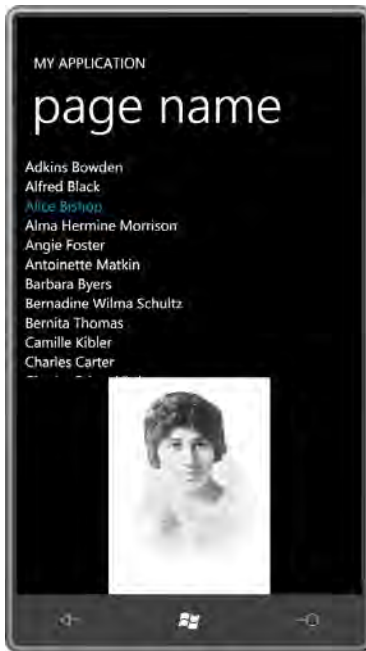 MY APPLICATION
page name
Adkins Bowden
Alfred Black
Alice Bishop
Alma Hermine Morrison
Angie Foster
Antoinette Matkin
Barbara Byers
Bernadine Wilma Schultz
Bernita Thomas
Camille Kibler
Charles Carter